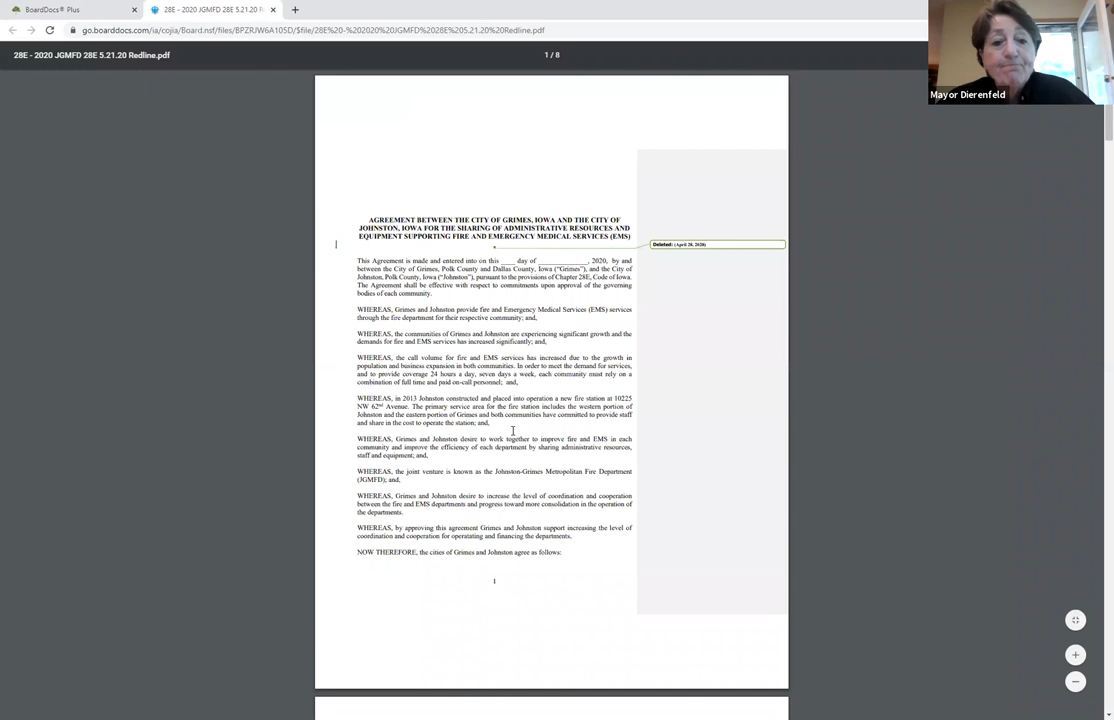 BoardDocs® Plus
28E - 2020 JGMFD 28E 5.21.20 Re
go.boarddocs.com/ia/cojia/Board.nsf/files/BPZRJW6A105D/$file/28E%20-%202020%20JGMFD%2028E%205.21.20%20Redline.pdf
28E - 2020 JGMFD 28E 5.21.20 Redline.pdf
1 / 8
Mayor Dierenfeld
AGREEMENT BETWEEN THE CITY OF GRIMES, IOWA AND THE CITY OF
JOHNSTON, IOWA FOR THE SHARING OF ADMINISTRATIVE RESOURCES AND
EQUIPMENT SUPPORTING FIRE AND EMERGENCY MEDICAL SERVICES (EMS)
Deleted: (April 28, 2020)
This Agreement is made and entered into on this ____ day of ____________, 2020, by and
between the City of Grimes, Polk County and Dallas County, Iowa ("Grimes"), and the City of
Johnston, Polk County, Iowa ("Johnston"), pursuant to the provisions of Chapter 28E, Code of Iowa.
The Agreement shall be effective with respect to commitments upon approval of the governing
bodies of each community.
WHEREAS, Grimes and Johnston provide fire and Emergency Medical Services (EMS) services
through the fire department for their respective community; and,
WHEREAS, the communities of Grimes and Johnston are experiencing significant growth and the
demands for fire and EMS services has increased significantly; and,
WHEREAS, the call volume for fire and EMS services has increased due to the growth in
population and business expansion in both communities. In order to meet the demand for services,
and to provide coverage 24 hours a day, seven days a week, each community must rely on a
combination of full time and paid on-call personnel; and,
WHEREAS, in 2013 Johnston constructed and placed into operation a new fire station at 10225
NW 62nd Avenue. The primary service area for the fire station includes the western portion of
Johnston and the eastern portion of Grimes and both communities have committed to provide staff
and share in the cost to operate the station; and,
WHEREAS, Grimes and Johnston desire to work together to improve fire and EMS in each
community and improve the efficiency of each department by sharing administrative resources,
staff and equipment; and,
WHEREAS, the joint venture is known as the Johnston-Grimes Metropolitan Fire Department
(JGMFD); and,
WHEREAS, Grimes and Johnston desire to increase the level of coordination and cooperation
between the fire and EMS departments and progress toward more consolidation in the operation of
the departments.
WHEREAS, by approving this agreement Grimes and Johnston support increasing the level of
coordination and cooperation for operatating and financing the departments.
NOW THEREFORE, the cities of Grimes and Johnston agree as follows:
1